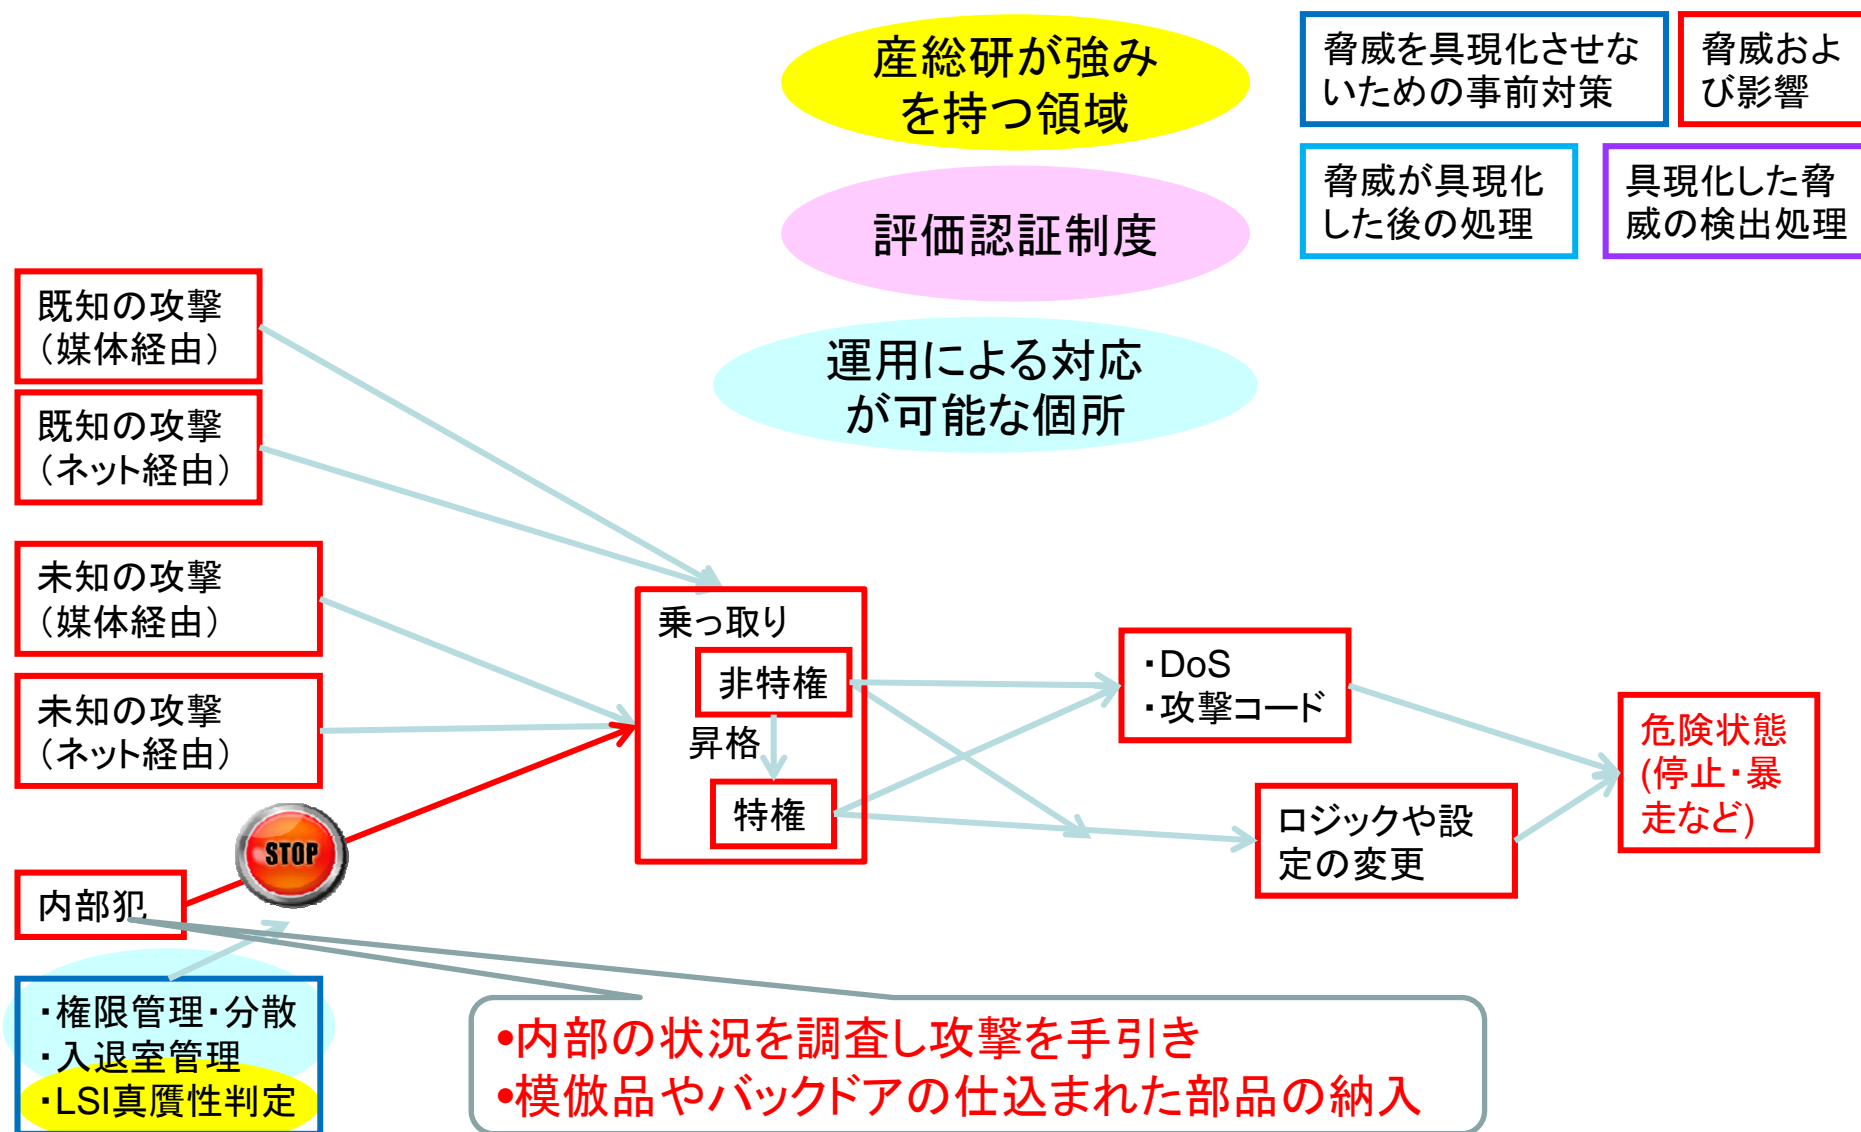 産総研が強み
を持つ領域
脅威を具現化させな
いための事前対策
脅威およ
び影響
評価認証制度
脅威が具現化
した後の処理
具現化した脅
威の検出処理
運用による対応
が可能な個所
既知の攻撃
（媒体経由）
既知の攻撃
（ネット経由）
未知の攻撃
（媒体経由）
未知の攻撃
（ネット経由）
乗っ取り
非特権
昇格
特権
・DoS
・攻撃コード
ロジックや設
定の変更
危険状態
(停止・暴
走など)
STOP
内部犯
・権限管理・分散
・入退室管理
・LSI真贋性判定
•内部の状況を調査し攻撃を手引き
•模倣品やバックドアの仕込まれた部品の納入